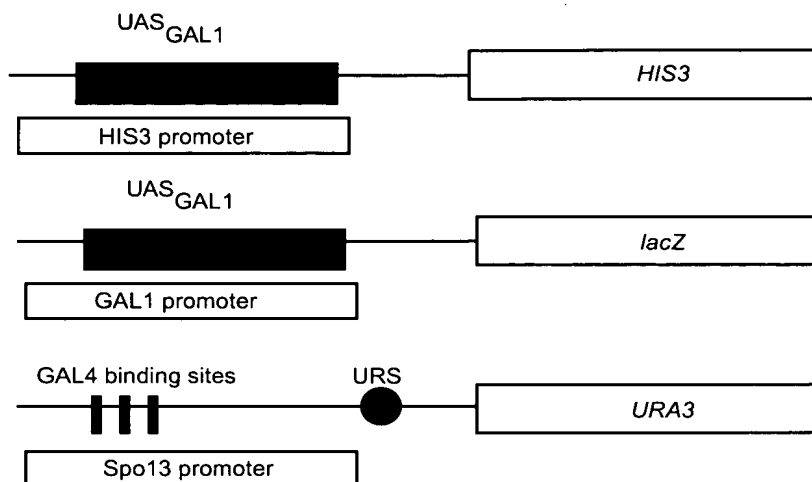 UAS GAL1
HIS3
HIS3 promoter
UAS GAL1
lacZ
GAL1 promoter
GAL4 binding sites
URS
URA3
Spo13 promoter